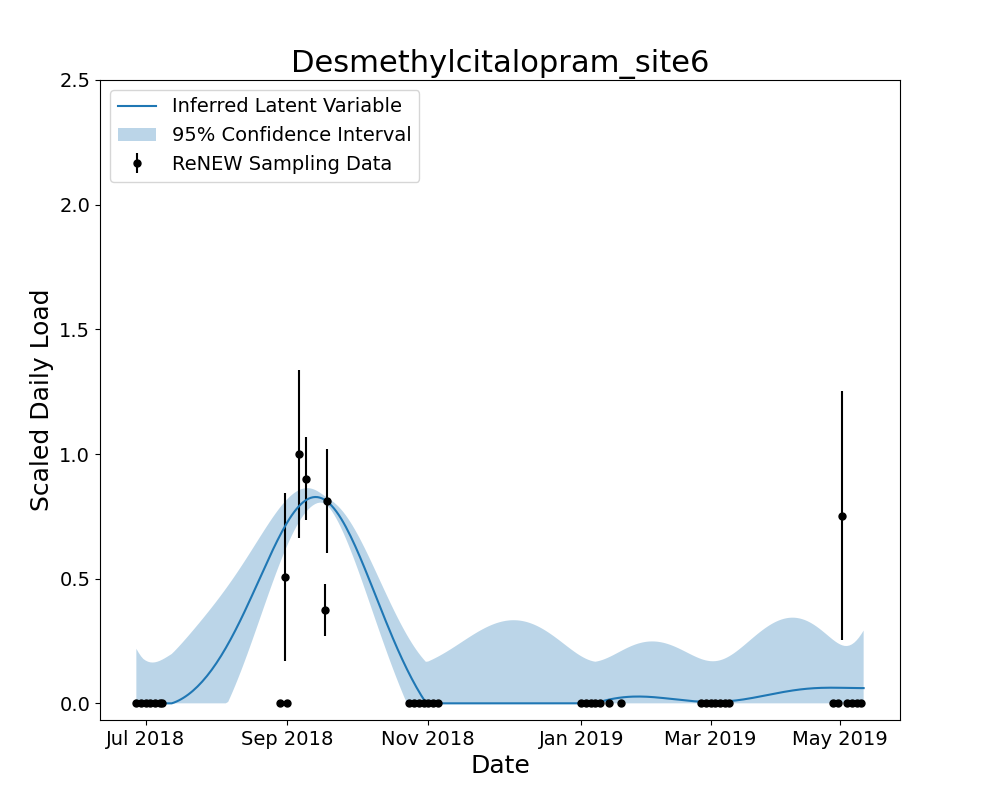 Desmethylcitalopram_site6
2.5
Inferred Latent Variable
95% Confidence Interval
ReNEW Sampling Data
2.0
1.5
1.0
0.5
0.0
Scaled Daily Load
Jul 2018 Sep 2018 Nov 2018 Jan 2019 Mar 2019 May 2019
Date